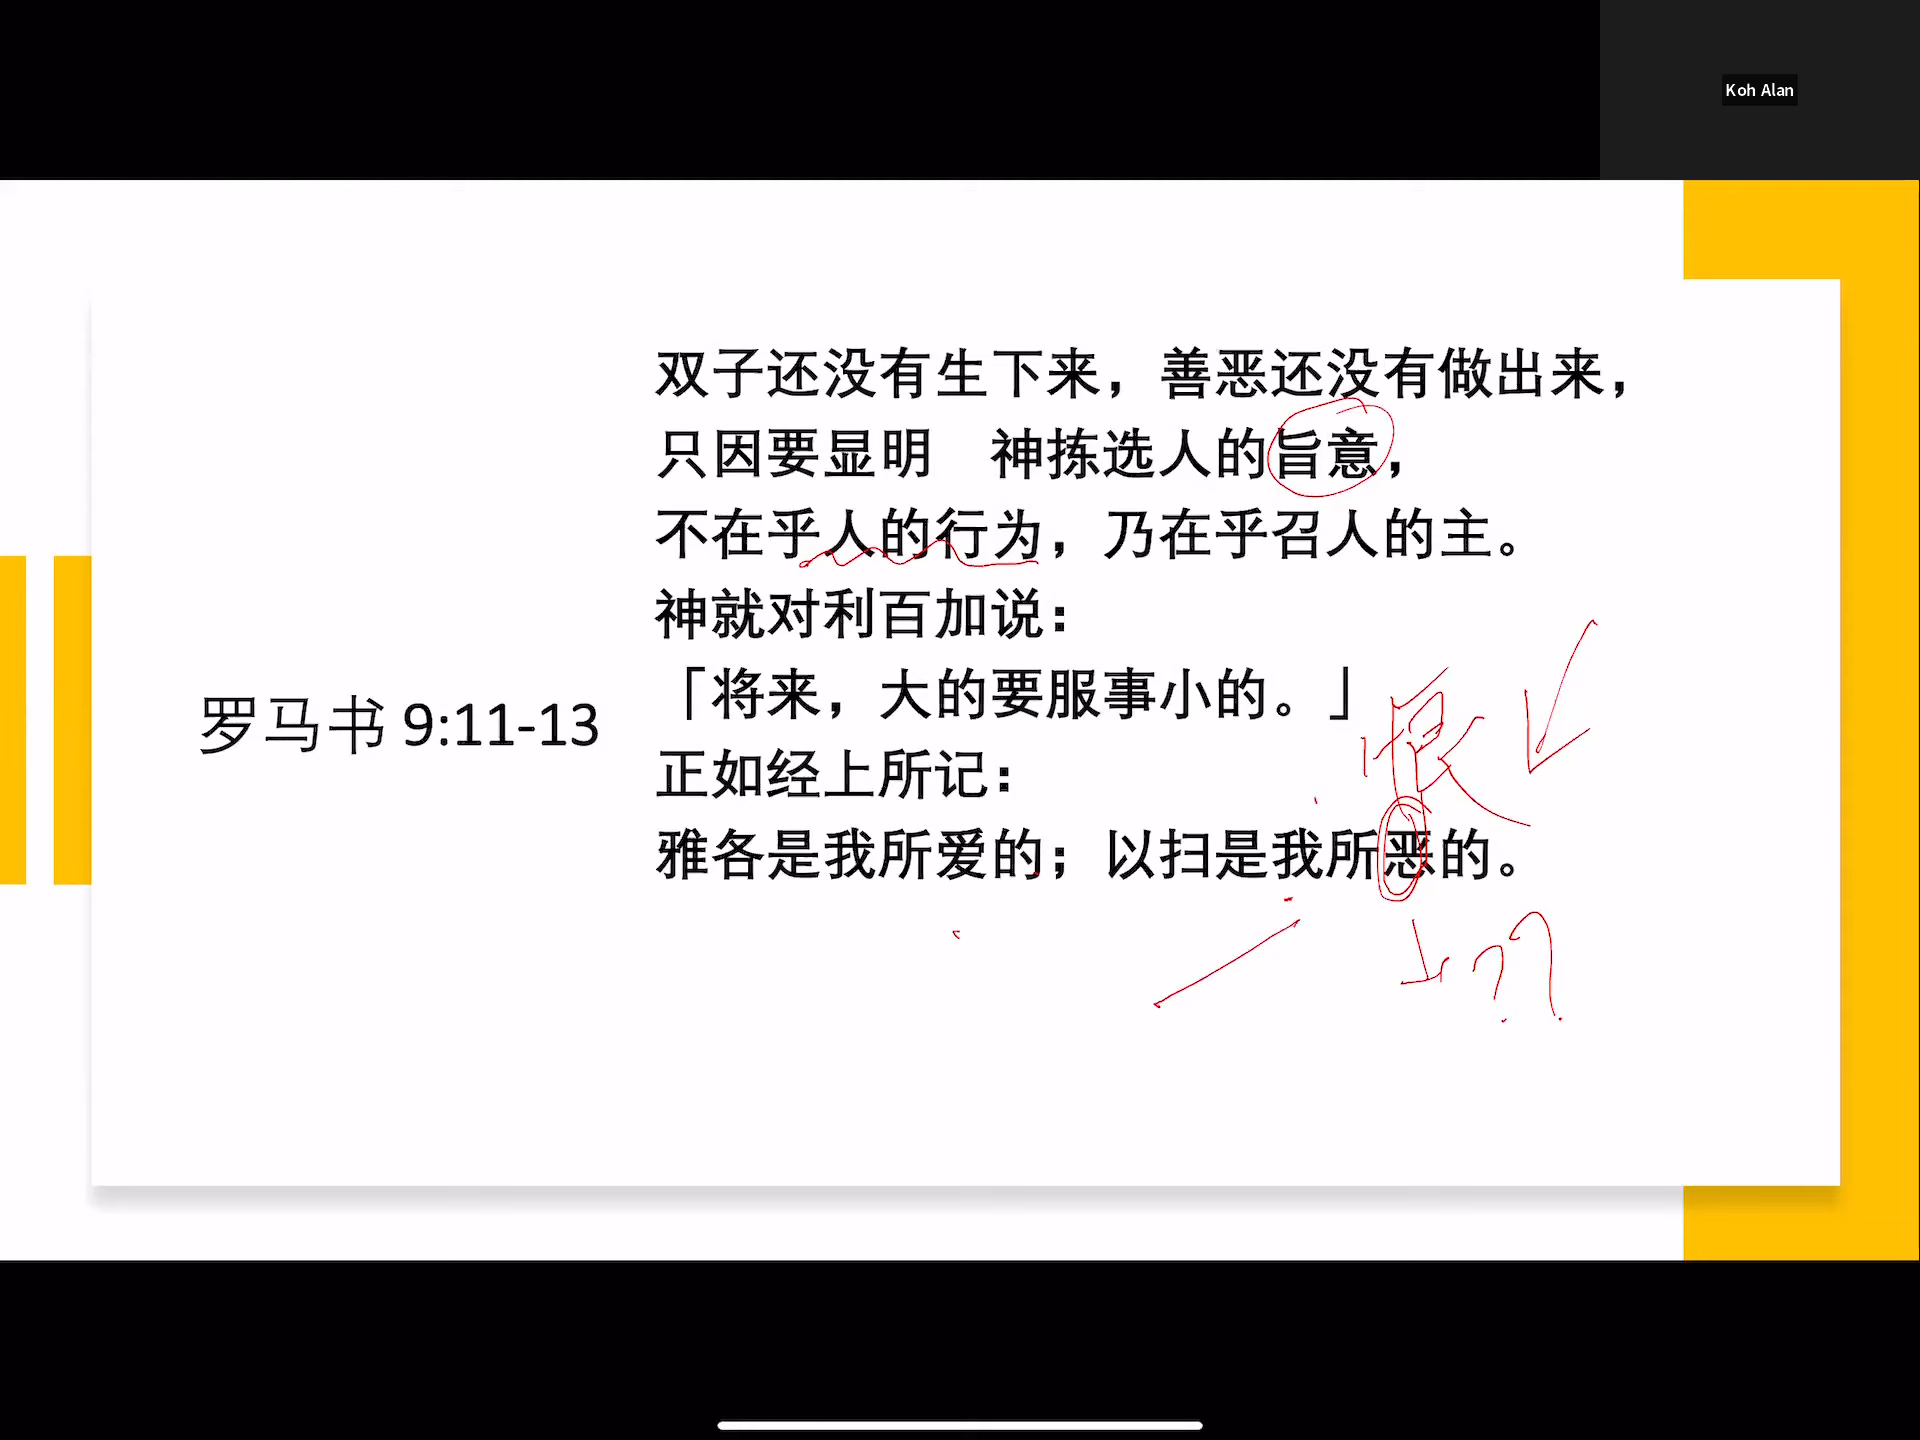 Koh Alan
双子还没有生下来，善恶还没有做出来，
只因要显明　神拣选人的旨意，
不在乎人的行为，乃在乎召人的主。
神就对利百加说：
「将来，大的要服事小的。」
罗马书 9:11-13
正如经上所记：
恨
雅各是我所爱的；以扫是我所恶的。
??